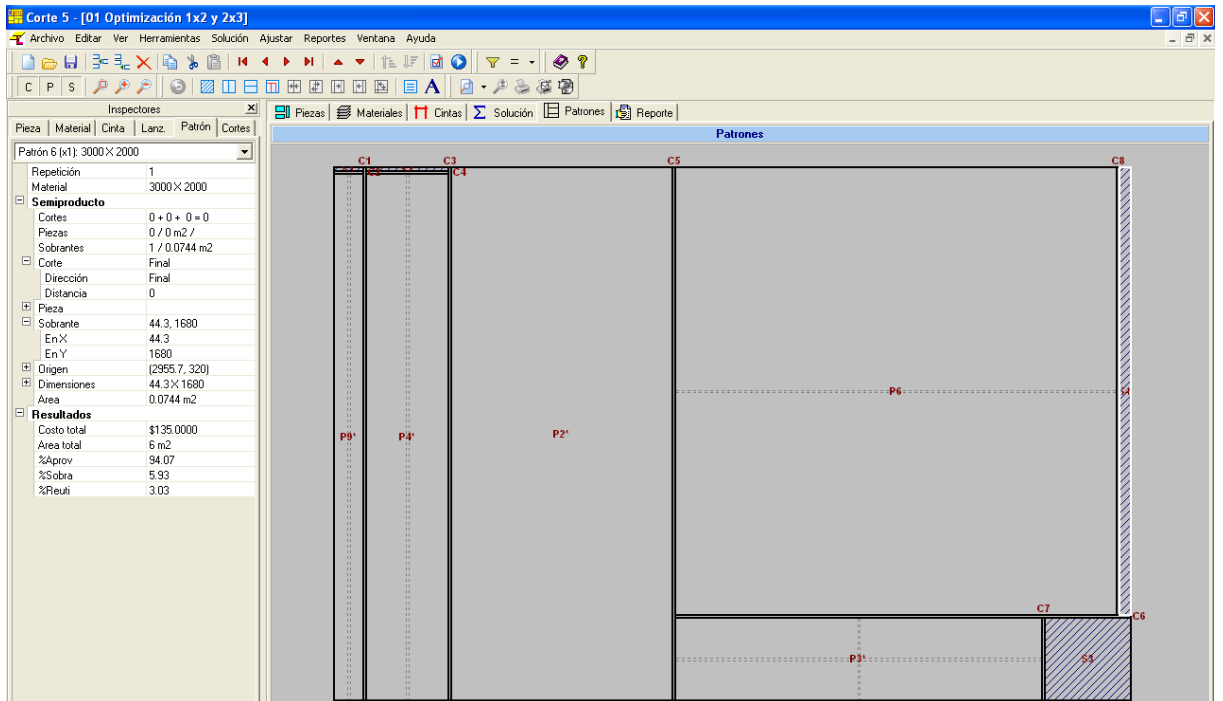 Corte 5 - [01 Optimización 1x2 y 2x3]
Archivo Editar Ver Herramientas Solución Ajustar Reportes Ventana Ayuda
C P S A
Inspectores
Pieza Material Cinta Lanz. Patrón Cortes
Piezas Materiales Cintas Solución Patrones Reporte
Patrones
Patrón 6 (x1): 3000 X 2000
Repetición 1
Material 3000 X 2000
Semiproducto
Cortes 0 + 0 + 0 = 0
Piezas 0 / 0 m2 /
Sobrantes 1 / 0.0744 m2
Corte Final
Dirección Final
Distancia 0
Pieza
Sobrante 44.3, 1680
En X 44.3
En Y 1680
Origen (2955.7, 320)
Dimensiones 44.3 X 1680
Area 0.0744 m2
Resultados
Costo total $135.0000
Area total 6 m2
%Aprov 94.07
%Sobra 5.93
%Reuti 3.03
C1 C3 C5 C8
C2 C4
P6 S4
P9' P4' P2'
C7 C6
P3' S3